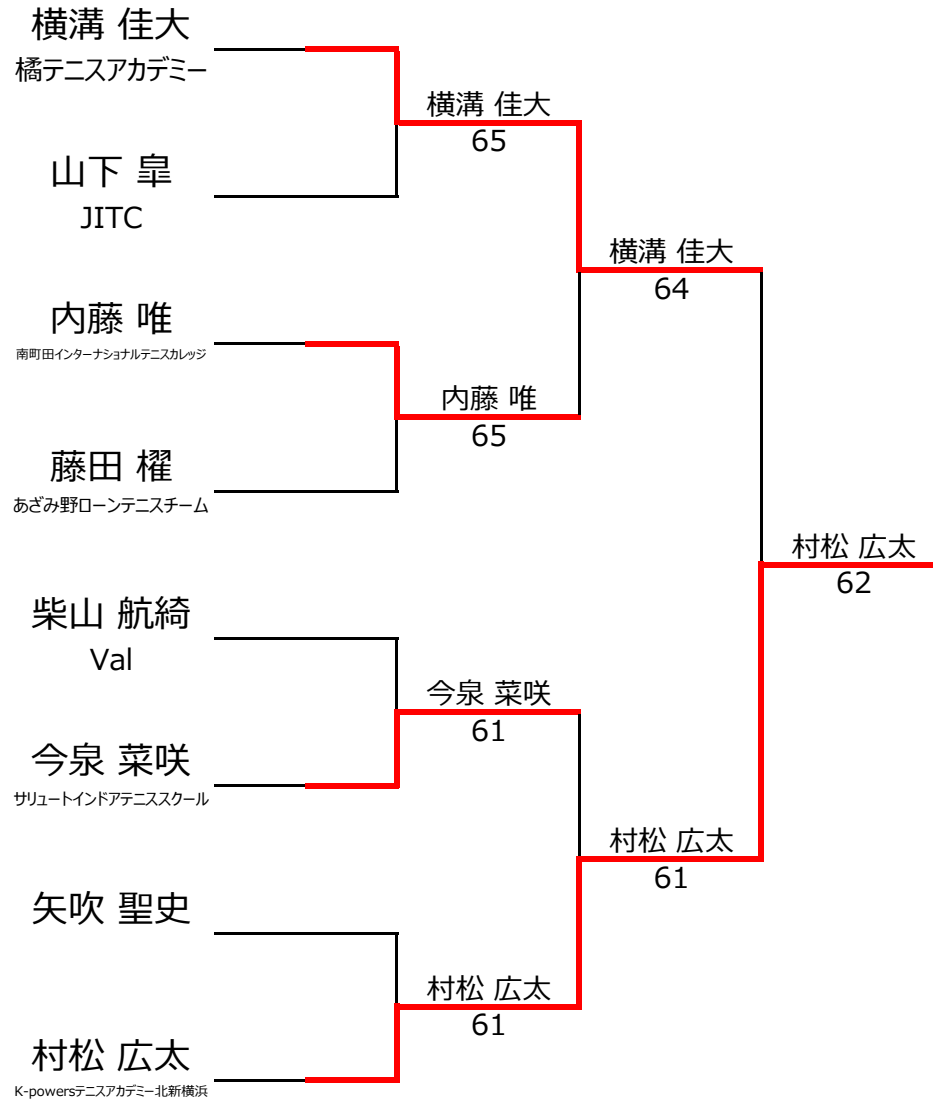 横溝 佳大
橘テニスアカデミー
横溝 佳大
65
山下 皐
JITC
横溝 佳大
64
内藤 唯
南町田インターナショナルテニスカレッジ
内藤 唯
65
藤田 櫂
あざみ野ローンテニスチーム
村松 広太
62
柴山 航綺
Val
今泉 菜咲
61
今泉 菜咲
サリュートインドアテニススクール
村松 広太
61
矢吹 聖史
村松 広太
61
村松 広太
K-powersテニスアカデミー北新横浜